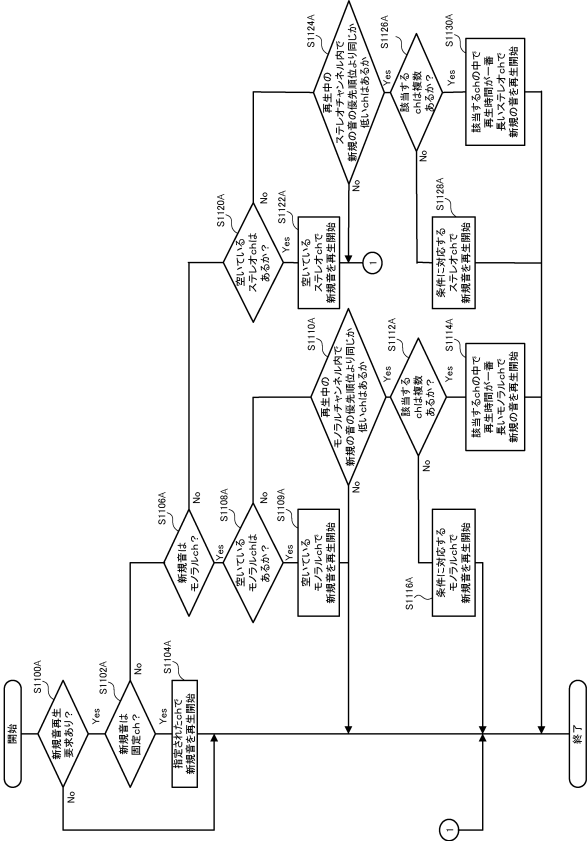 開始
S1100A
新規音再生
要求あり?
Yes
No
S1102A
新規音は
固定ch?
Yes
No
S1104A
指定されたchで
新規音を再生開始
S1106A
新規音は
モノラルch?
Yes
No
S1108A
空いている
モノラルchは
あるか?
Yes
No
S1109A
空いている
モノラルchで
新規音を再生開始
S1110A
再生中の
モノラルチャンネル内で
新規の音の優先順位より同じか
低いchはあるか
Yes
No
S1112A
該当する
chは複数
あるか?
Yes
No
S1114A
該当するchの中で
再生時間が一番
長いモノラルchで
新規の音を再生開始
S1116A
条件に対応する
モノラルchで
新規音を再生開始
S1120A
空いている
ステレオchは
あるか?
Yes
No
S1122A
空いている
ステレオchで
新規音を再生開始
1
S1124A
再生中の
ステレオチャンネル内で
新規の音の優先順位より同じか
低いchはあるか
Yes
No
S1126A
該当する
chは複数
あるか?
Yes
No
S1128A
条件に対応する
ステレオchで
新規音を再生開始
S1130A
該当するchの中で
再生時間が一番
長いステレオchで
新規の音を再生開始
1
終了